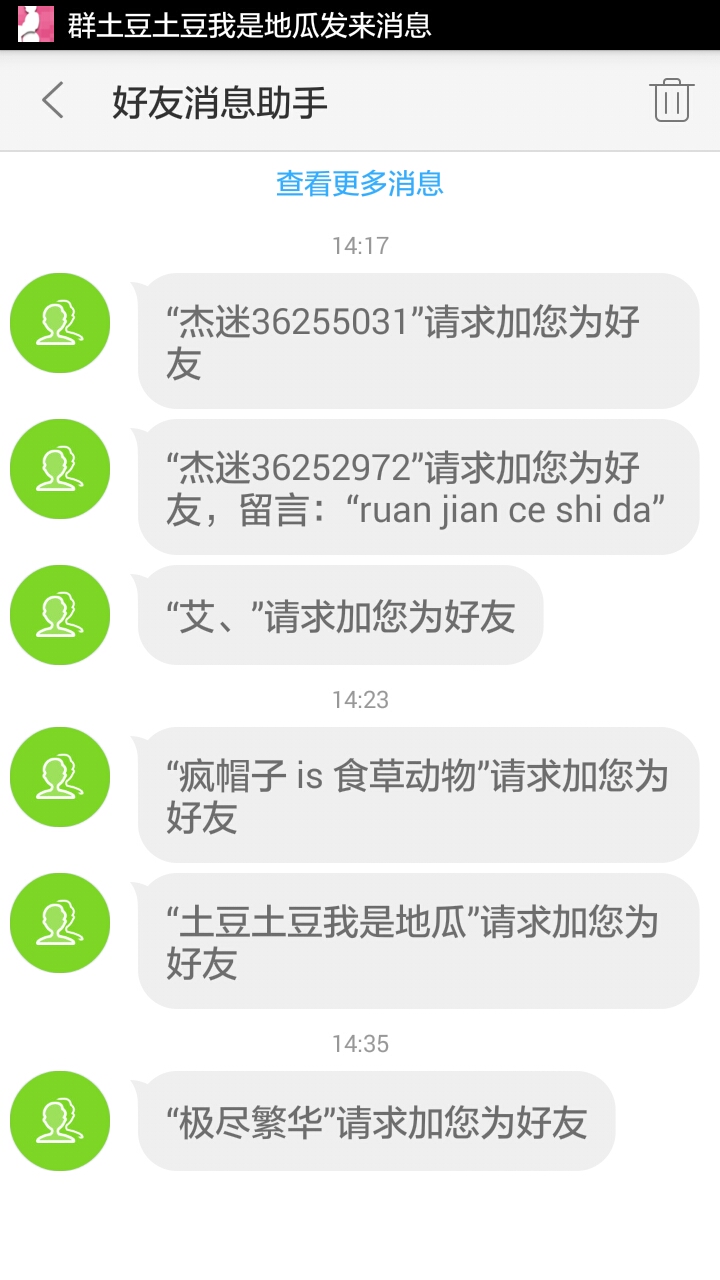 群土豆土豆我是地瓜发来消息
好友消息助手
查看更多消息
14:17
“杰迷36255031”请求加您为好
友
“杰迷36252972”请求加您为好
友，留言：“ruan jian ce shi da”
“艾、”请求加您为好友
14:23
“疯帽子 is 食草动物”请求加您为
好友
“土豆土豆我是地瓜”请求加您为
好友
14:35
“极尽繁华”请求加您为好友